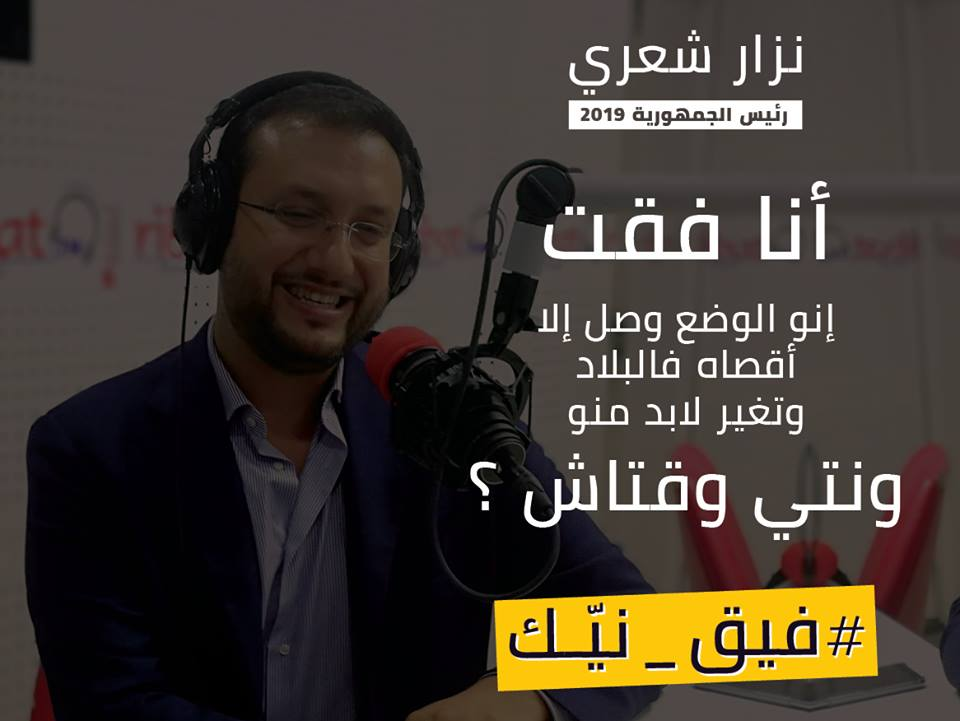 نزار شعري
رئيس الجمهورية 2019
أنا فقت
إنو الوضع وصل إلا
أقصاه فالبلاد
وتغير لابد منو
ونتي وقتاش ؟
#فيق_نيّك